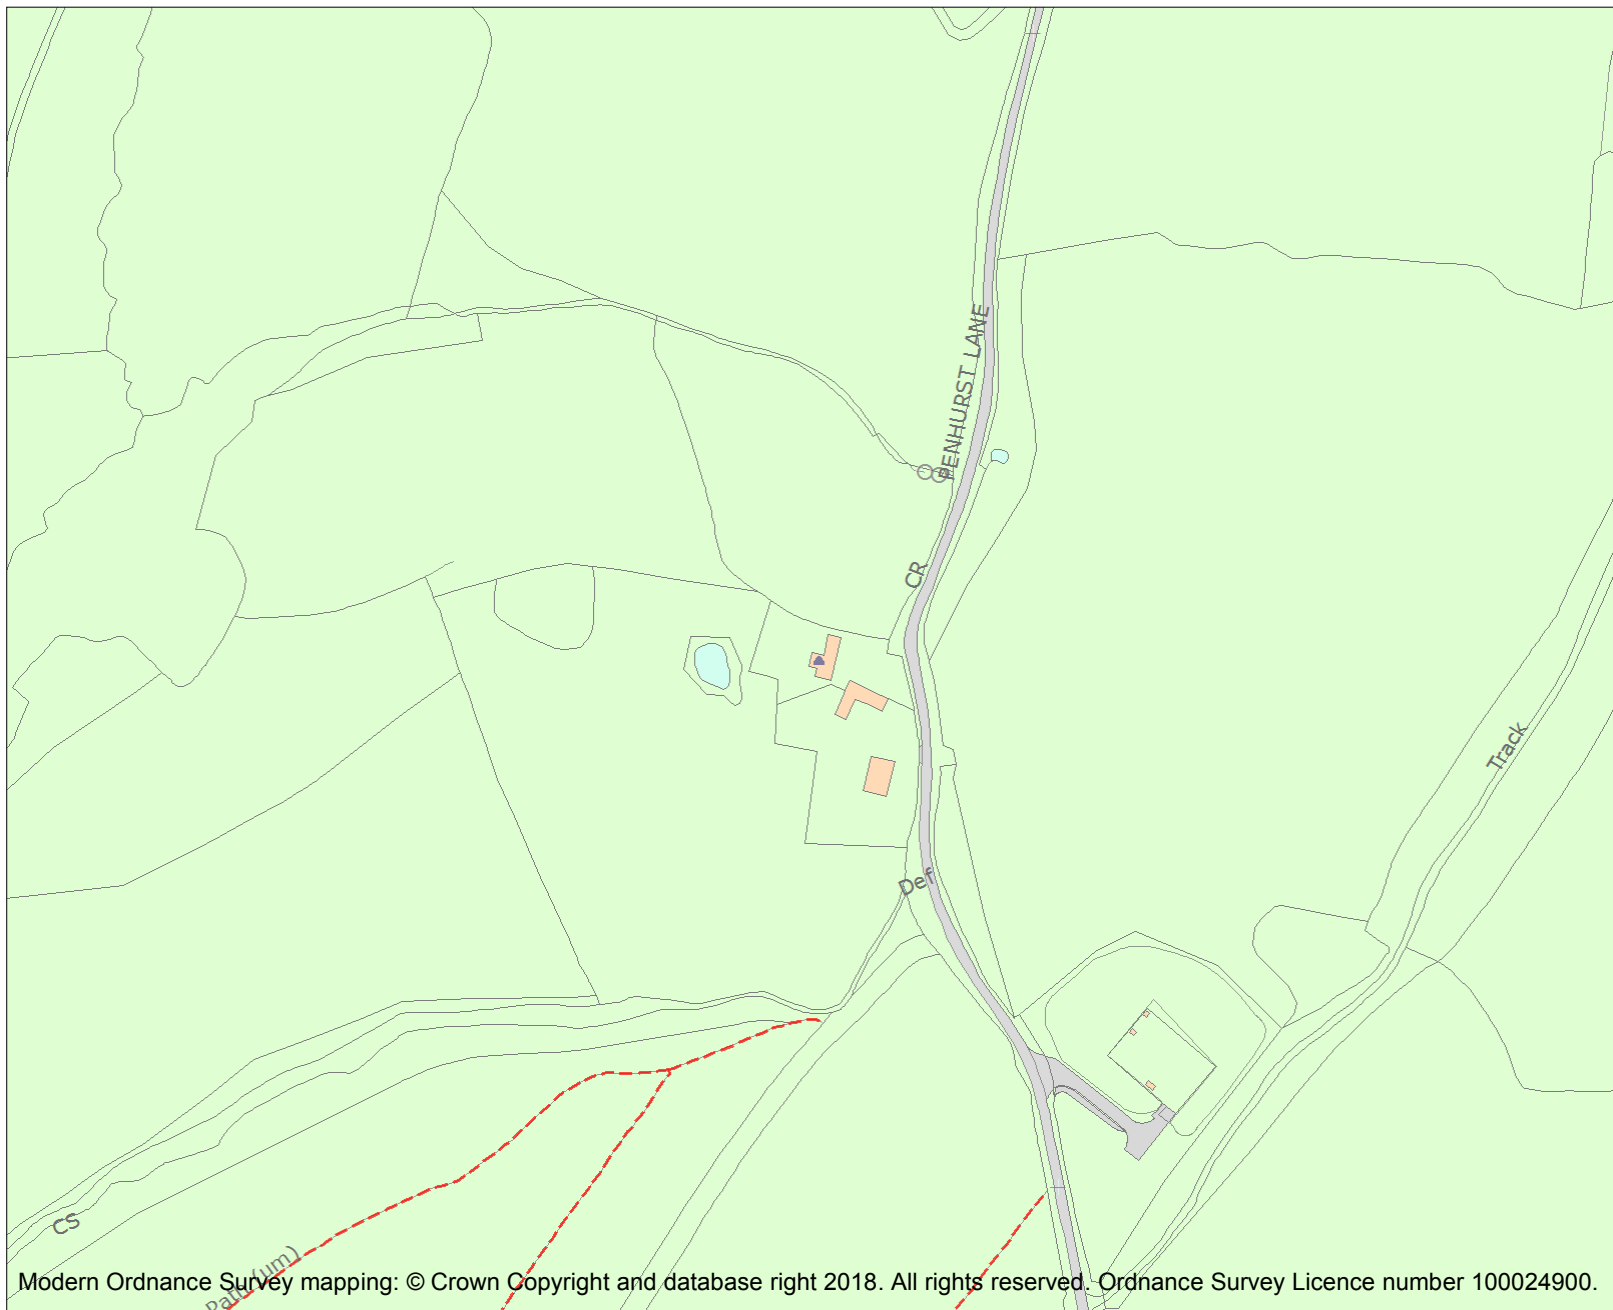 PENHURST LANE
CR
Track
Def
CS
Path (um)
Modern Ordnance Survey mapping: © Crown Copyright and database right 2018. All rights reserved. Ordnance Survey Licence number 100024900.